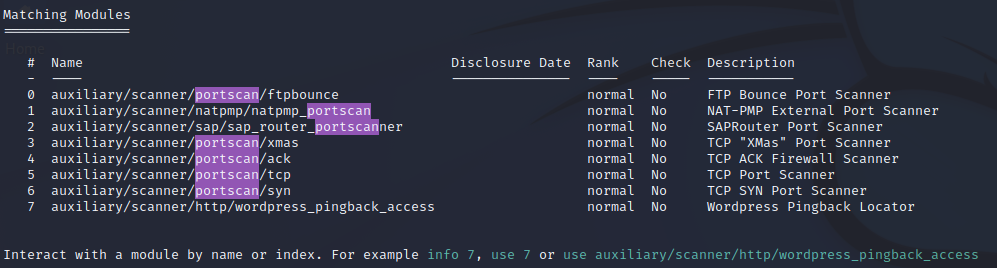 Matching Modules
================
Home
#  Name  Disclosure Date  Rank  Check  Description
-  ----  ---------------  ----  -----  -----------
0  auxiliary/scanner/portscan/ftpbounce  normal  No  FTP Bounce Port Scanner
1  auxiliary/scanner/natpmp/natpmp_portscan  normal  No  NAT-PMP External Port Scanner
2  auxiliary/scanner/sap/sap_router_portscanner  normal  No  SAPRouter Port Scanner
3  auxiliary/scanner/portscan/xmas  normal  No  TCP "XMas" Port Scanner
4  auxiliary/scanner/portscan/ack  normal  No  TCP ACK Firewall Scanner
5  auxiliary/scanner/portscan/tcp  normal  No  TCP Port Scanner
6  auxiliary/scanner/portscan/syn  normal  No  TCP SYN Port Scanner
7  auxiliary/scanner/http/wordpress_pingback_access  normal  No  Wordpress Pingback Locator
Interact with a module by name or index. For example info 7, use 7 or use auxiliary/scanner/http/wordpress_pingback_access